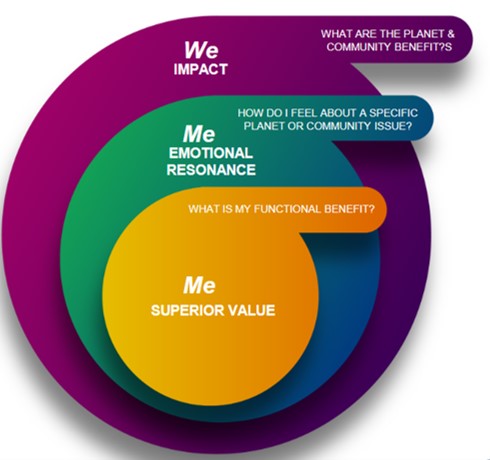 We
IMPACT
WHAT ARE THE PLANET &
COMMUNITY BENEFIT?S
Me
EMOTIONAL
RESONANCE
HOW DO I FEEL ABOUT A SPECIFIC
PLANET OR COMMUNITY ISSUE?
WHAT IS MY FUNCTIONAL BENEFIT?
Me
SUPERIOR VALUE